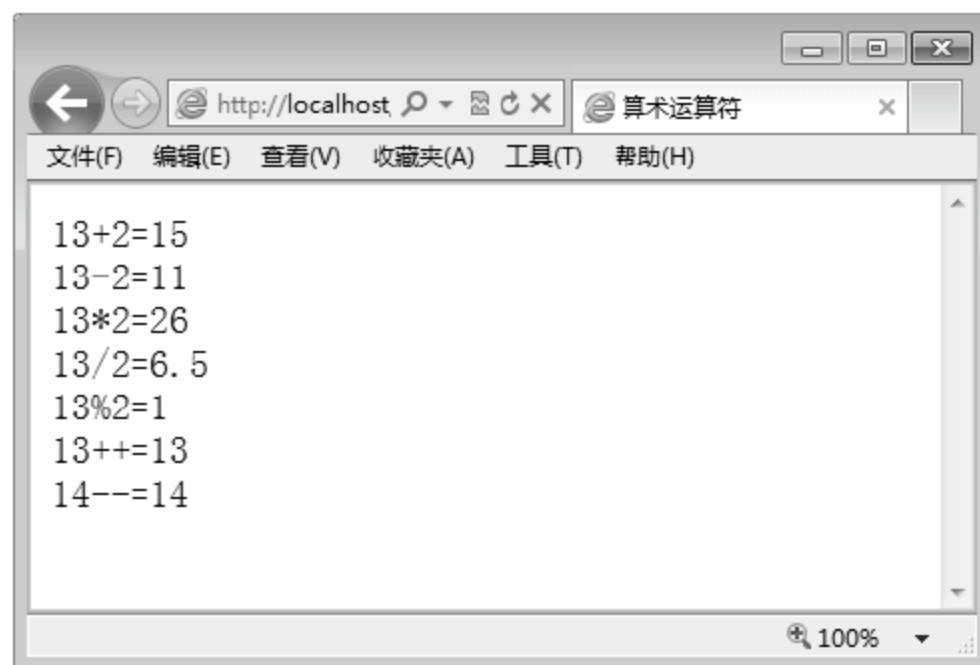 http://localhost
算术运算符
文件(F) 编辑(E) 查看(V) 收藏夹(A) 工具(T) 帮助(H)
13+2=15
13-2=11
13*2=26
13/2=6.5
13%2=1
13++=13
14--=14
100%